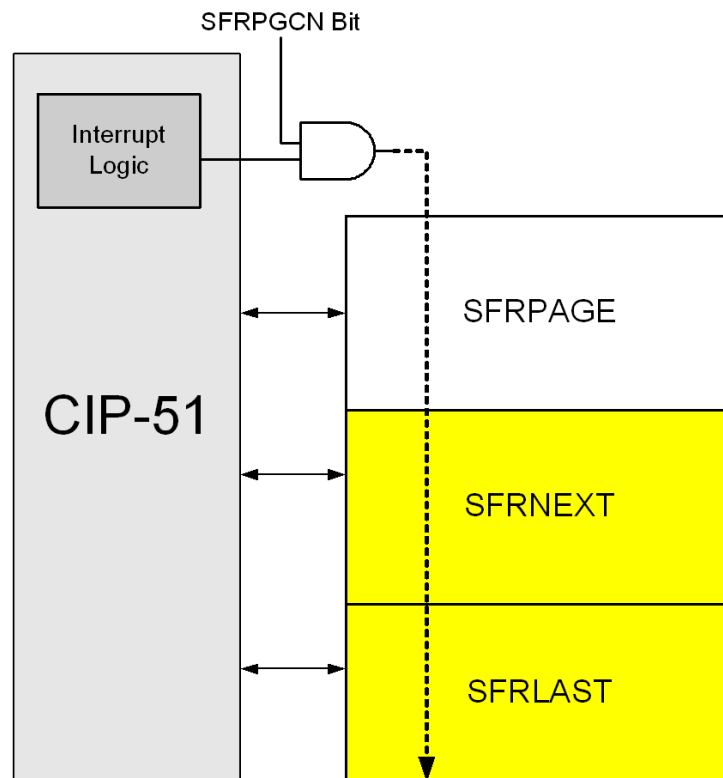 SFRPGCN Bit
Interrupt
Logic
SFRPAGE
CIP-51
SFRNEXT
SFRLAST